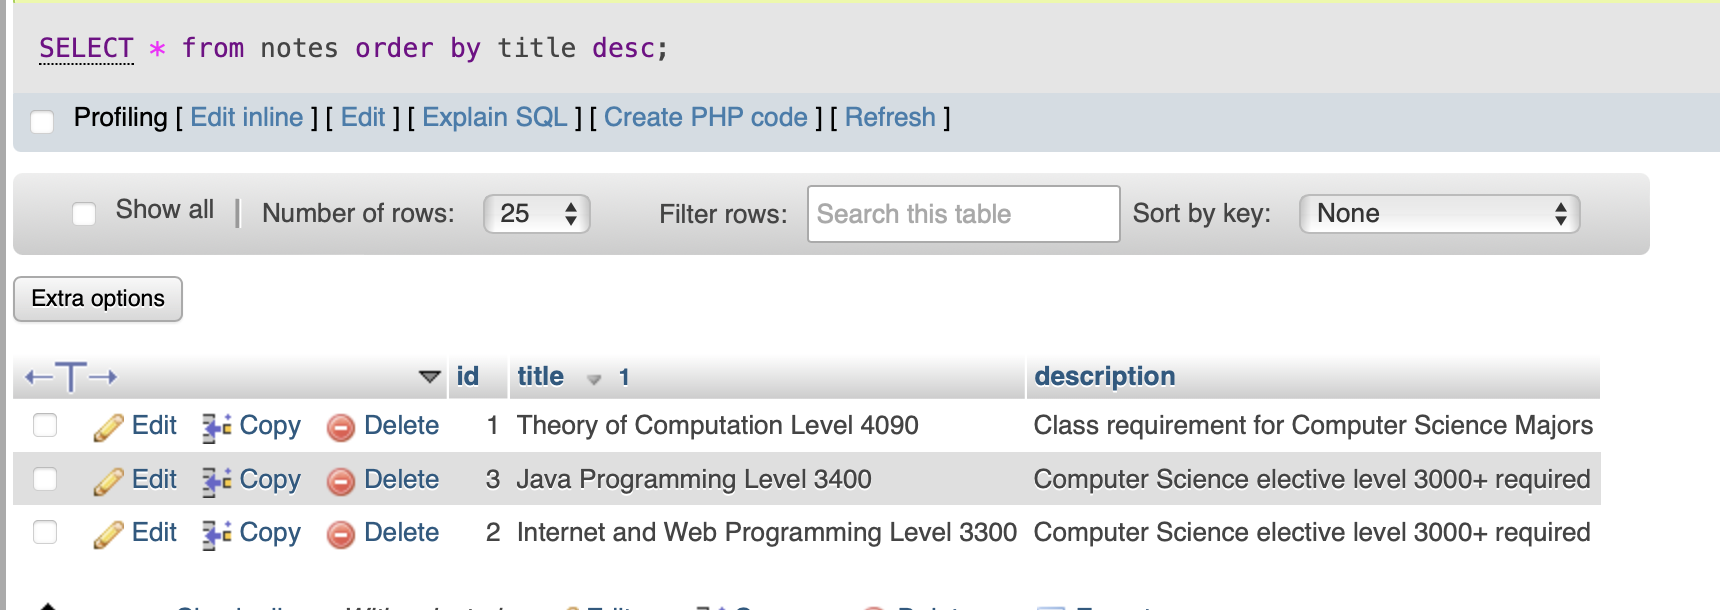 SELECT * from notes order by title desc;
Profiling [ Edit inline ] [ Edit ] [ Explain SQL ] [ Create PHP code ] [ Refresh ]
Show all | Number of rows: 25 Filter rows: Search this table Sort by key: None
Extra options
id title 1 description
Edit Copy Delete 1 Theory of Computation Level 4090 Class requirement for Computer Science Majors
Edit Copy Delete 3 Java Programming Level 3400 Computer Science elective level 3000+ required
Edit Copy Delete 2 Internet and Web Programming Level 3300 Computer Science elective level 3000+ required